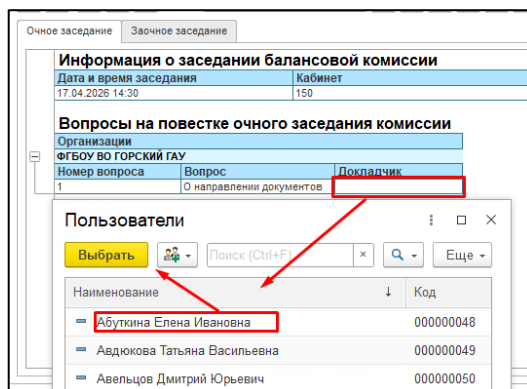 Очное заседание Заочное заседание
Информация о заседании балансовой комиссии
Дата и время заседания Кабинет
17.04.2026 14:30 150
Вопросы на повестке очного заседания комиссии
Организации
ФГБОУ ВО ГОРСКИЙ ГАУ
Номер вопроса Вопрос Докладчик
1 О направлении документов
Пользователи
Выбрать Поиск (Ctrl+F) × Еще
Наименование ↓ Код
Абуткина Елена Ивановна 000000048
Авдюкова Татьяна Васильевна 000000049
Авельцов Дмитрий Юрьевич 000000050